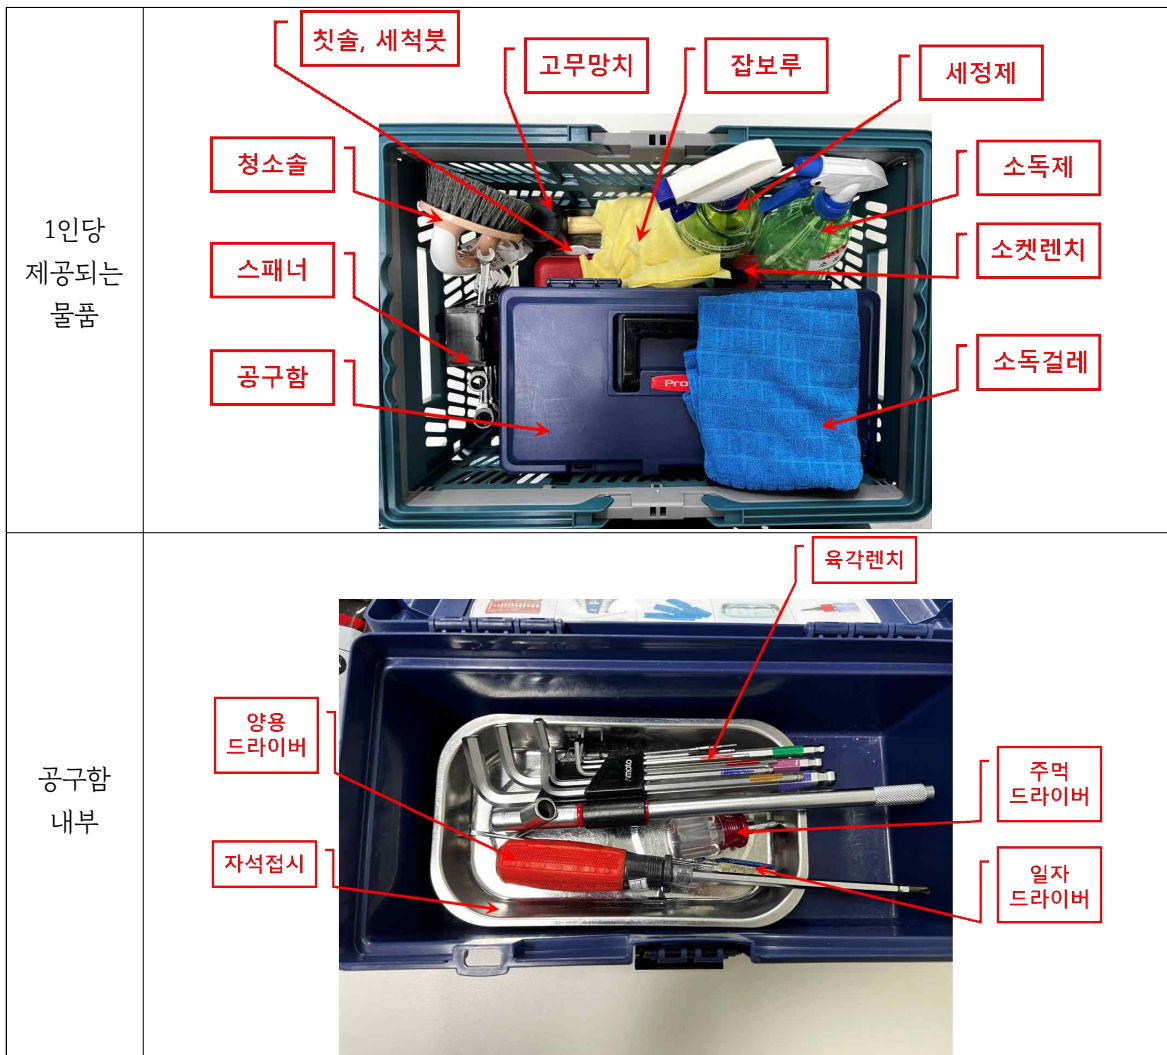 1인당
제공되는
물품
칫솔, 세척붓
고무망치
잡보루
세정제
청소솔
소독제
스패너
소켓렌치
공구함
소독걸레
Pro
공구함
내부
육각렌치
양용
드라이버
주먹
드라이버
자석접시
일자
드라이버
moto